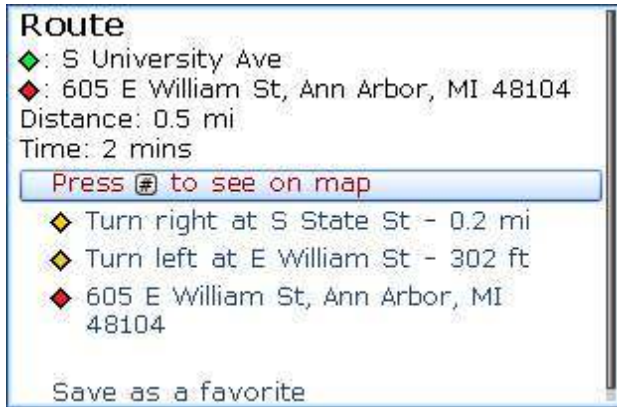 Route
: S University Ave
: 605 E William St, Ann Arbor, MI 48104
Distance: 0.5 mi
Time: 2 mins
Press # to see on map
Turn right at S State St - 0.2 mi
Turn left at E William St - 302 ft
605 E William St, Ann Arbor, MI
48104
Save as a favorite